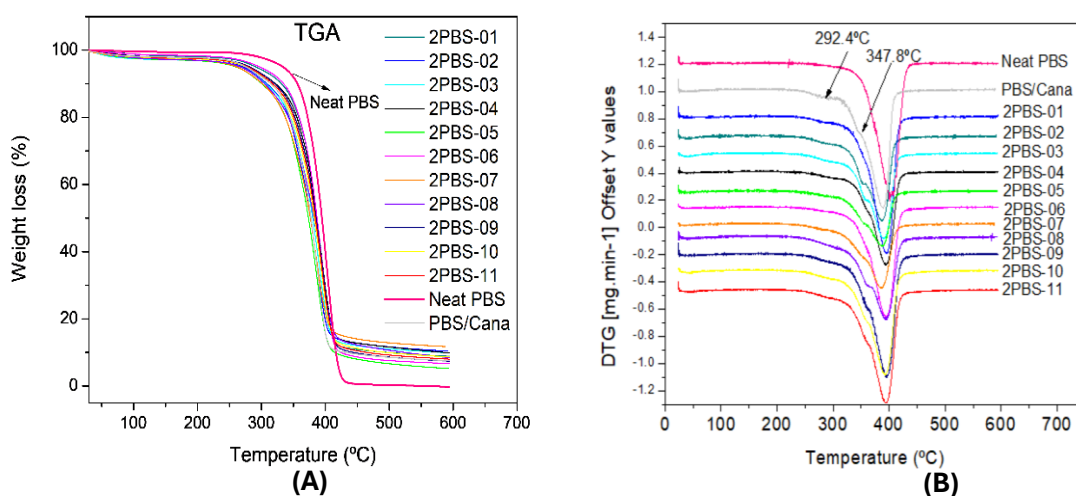 TGA
100
80
60
40
20
0
Weight loss (%)
100 200 300 400 500 600 700
Temperature (ºC)
Neat PBS
2PBS-01
2PBS-02
2PBS-03
2PBS-04
2PBS-05
2PBS-06
2PBS-07
2PBS-08
2PBS-09
2PBS-10
2PBS-11
Neat PBS
PBS/Cana
(A)
1.4
1.2
1.0
0.8
0.6
0.4
0.2
0.0
-0.2
-0.4
-0.6
-0.8
-1.0
-1.2
DTG [mg.min-1] Offset Y values
292.4ºC
347.8ºC
Neat PBS
PBS/Cana
2PBS-01
2PBS-02
2PBS-03
2PBS-04
2PBS-05
2PBS-06
2PBS-07
2PBS-08
2PBS-09
2PBS-10
2PBS-11
0 100 200 300 400 500 600 700
Temperature (ºC)
(B)